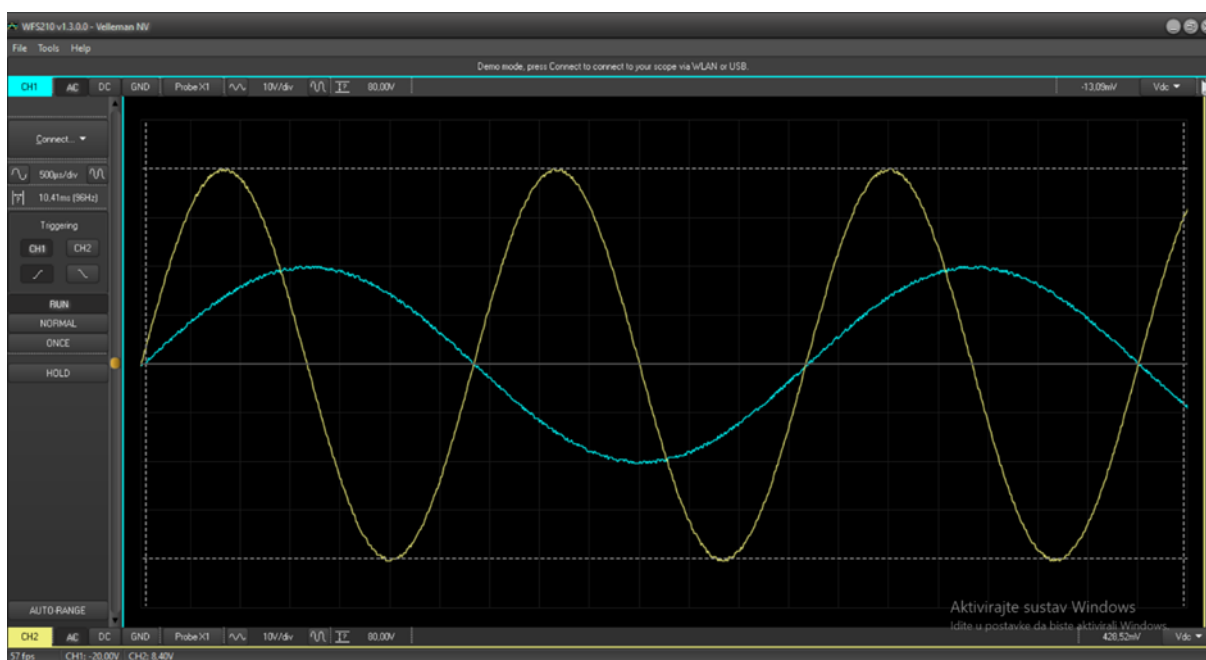 WFS210 v1.3.0.0 - Velleman NV
File Tools Help
Demo mode, press Connect to connect to your scope via WLAN or USB.
CH1 AC DC GND Probe X1 10V/div 80,00V -13,09mV Vdc
Connect...
500µs/div
10,41ms (96Hz)
Triggering
CH1 CH2
RUN
NORMAL
ONCE
HOLD
AUTO-RANGE
Aktivirajte sustav Windows
Idite u postavke da biste aktivirali Windows.
CH2 AC DC GND Probe X1 10V/div 80,00V 428,52mV Vdc
57 fps CH1: -20,00V CH2: 8,40V